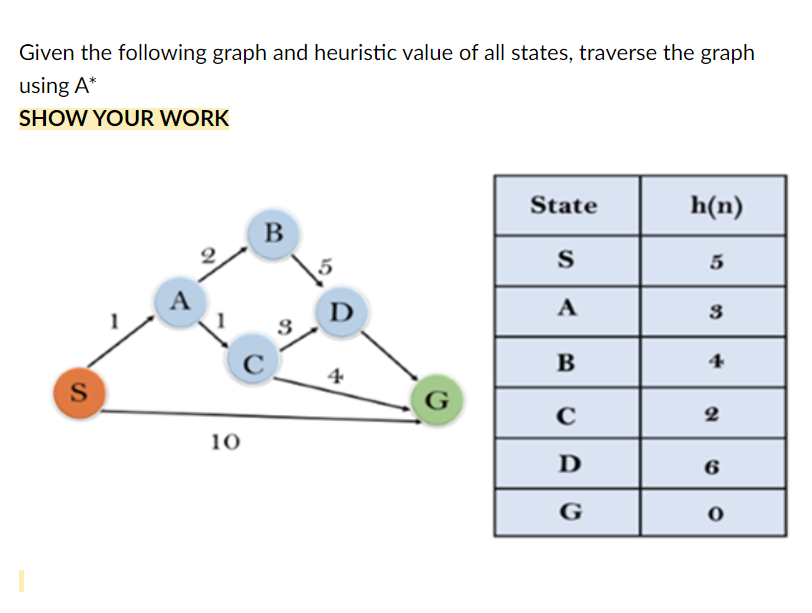 Given the following graph and heuristic value of all states, traverse the graph
using A*
SHOW YOUR WORK
State h(n)
S 5
A 3
B 4
C 2
D 6
G 0
B
2
5
A
D
1
1
3
C
4
S
G
10